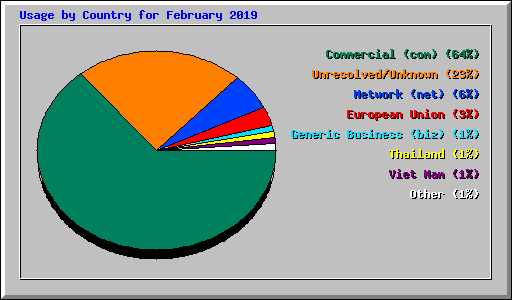 Usage by Country for February 2019
Commercial (com) (64%)
Unresolved/Unknown (23%)
Network (net) (6%)
European Union (3%)
Generic Business (biz) (1%)
Thailand (1%)
Viet Nam (1%)
Other (1%)